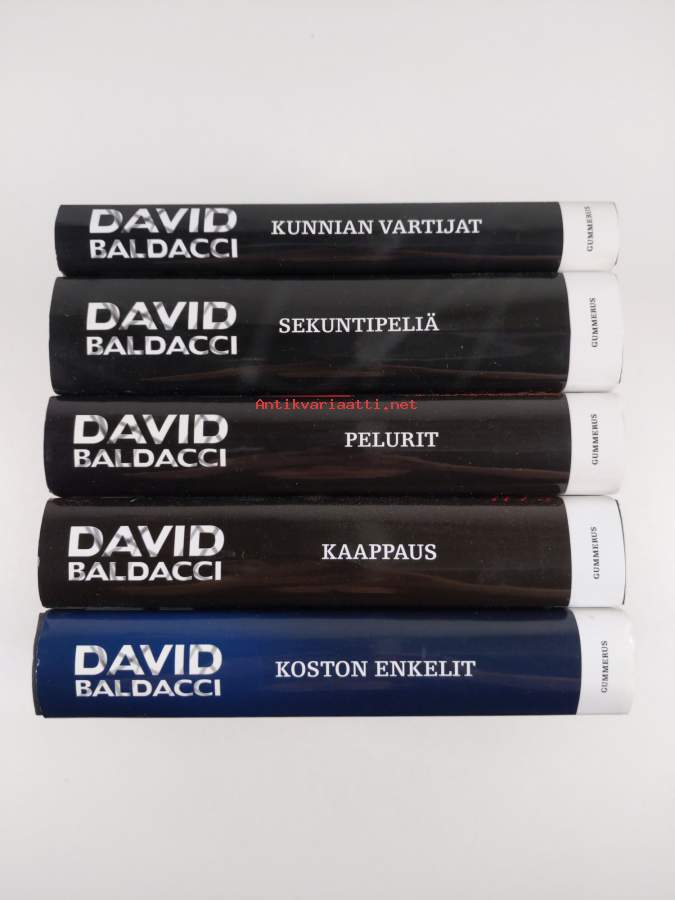 DAVID
BALDACCI
KUNNIAN VARTIJAT
GUMMERUS
DAVID
BALDACCI
SEKUNTIPELIÄ
GUMMERUS
Antikvariaatti.net
DAVID
BALDACCI
PELURIT
GUMMERUS
DAVID
BALDACCI
KAAPPAUS
GUMMERUS
DAVID
BALDACCI
KOSTON ENKELIT
GUMMERUS